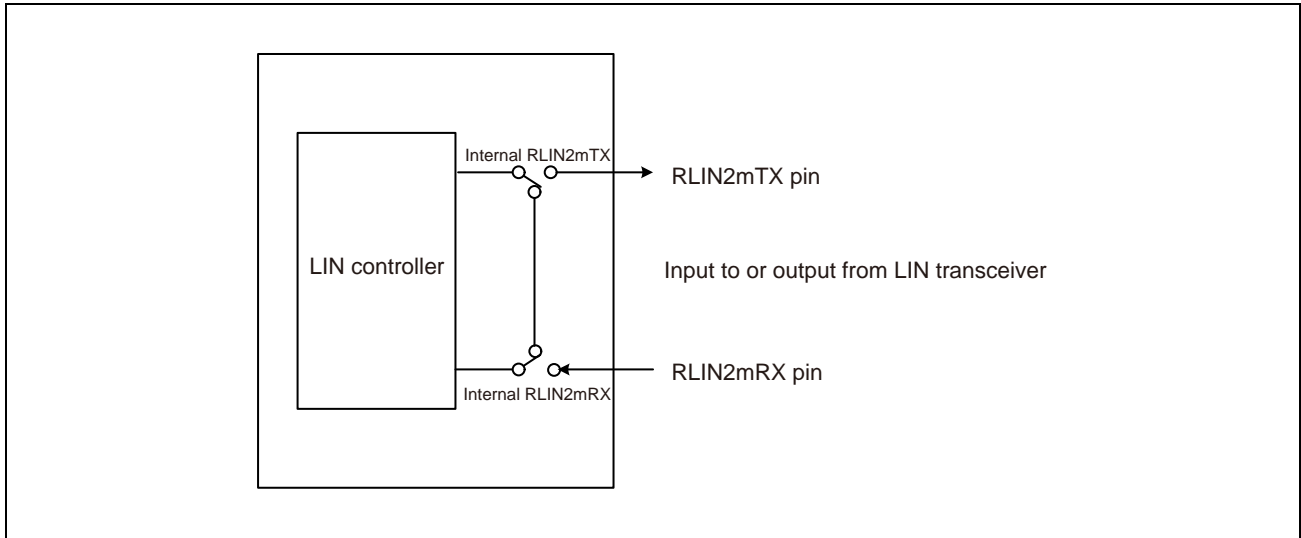 Internal RLIN2mTX
RLIN2mTX pin
LIN controller
Input to or output from LIN transceiver
RLIN2mRX pin
Internal RLIN2mRX